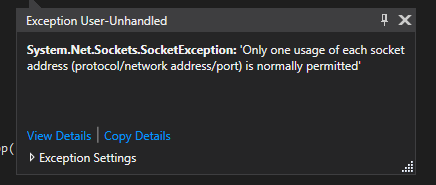 Exception User-Unhandled
System.Net.Sockets.SocketException: 'Only one usage of each socket
address (protocol/network address/port) is normally permitted'
op(
View Details | Copy Details
Exception Settings